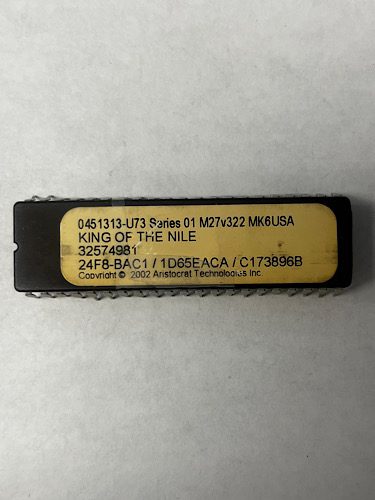 0451313-U73 Series 01 M27v322 MK6USA
KING OF THE NILE
32574981
24F8-BAC1 / 1D65EACA / C173896B
Copyright © 2002 Aristocrat Technologies Inc.